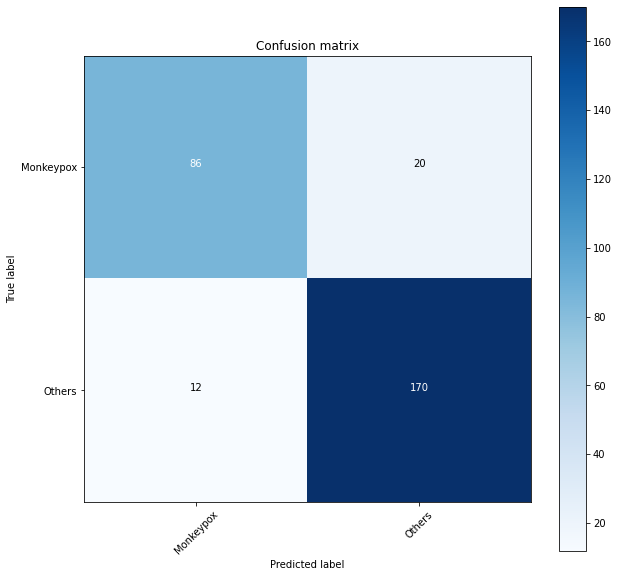 Confusion matrix
True label
Monkeypox
86
20
Others
12
170
Monkeypox
Others
Predicted label
160
140
120
100
80
60
40
20